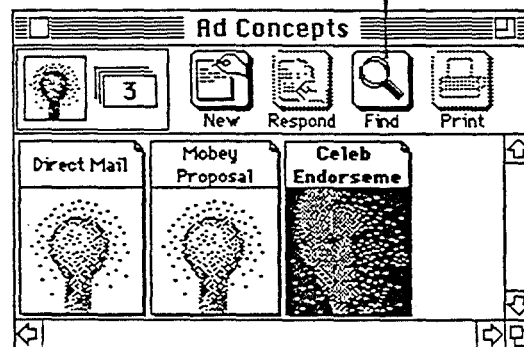 Ad Concepts
3
New Respond Find Print
Direct Mail
Mobey
Proposal
Celeb
Endorseme